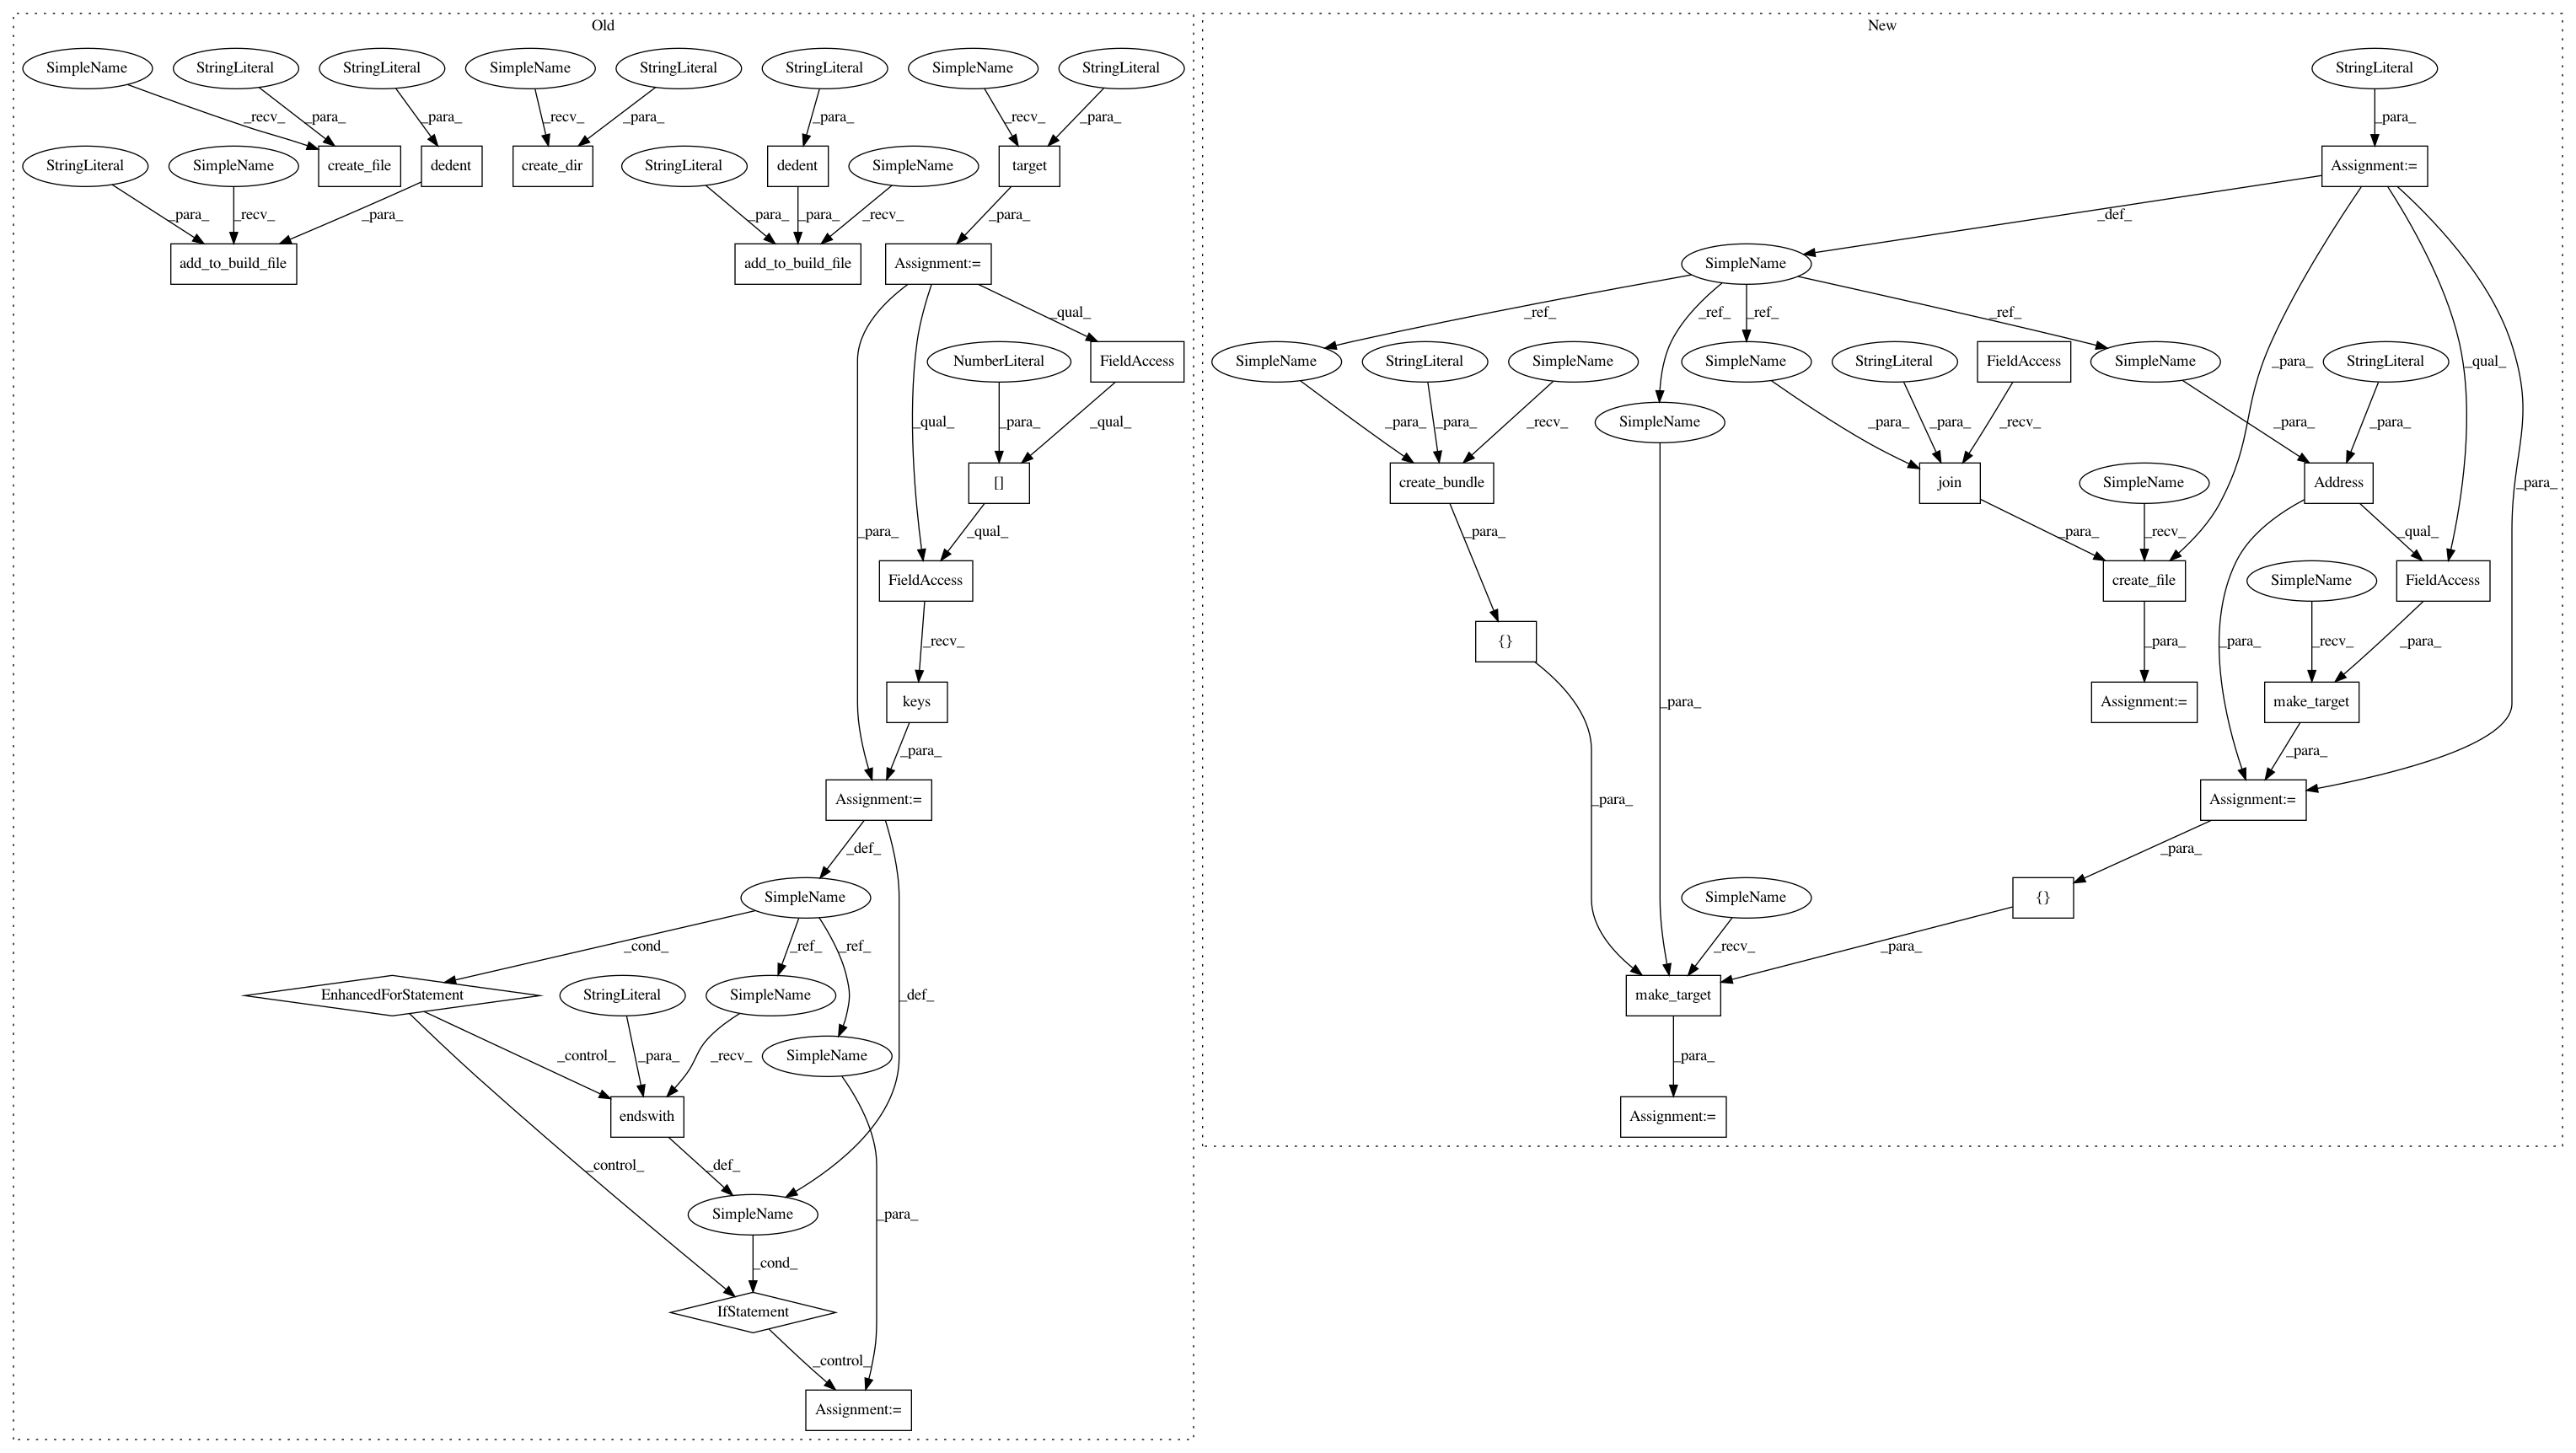 Old
New
SimpleName
StringLiteral
StringLiteral
SimpleName
StringLiteral
StringLiteral
SimpleName
StringLiteral
StringLiteral
_recv_
_para_
_para_
_recv_
_para_
_para_
_recv_
_para_
_para_
StringLiteral
SimpleName
create_file
dedent
create_dir
StringLiteral
dedent
SimpleName
target
Assignment:=
_para_
_recv_
_para_
_para_
_para_
_recv_
_para_
_def_
add_to_build_file
add_to_build_file
Assignment:=
SimpleName
_qual_
_ref_
_ref_
_ref_
_ref_
NumberLiteral
FieldAccess
SimpleName
StringLiteral
SimpleName
SimpleName
StringLiteral
FieldAccess
SimpleName
StringLiteral
_para_
_qual_
_qual_
_para_
_qual_
SimpleName
_para_
_para_
_recv_
_para_
_para_
_recv_
_para_
_para_
[]
create_bundle
join
SimpleName
Address
_para_
_para_
_qual_
_para_
_para_
_recv_
_qual_
FieldAccess
create_file
SimpleName
FieldAccess
_recv_
{}
_para_
_para_
_recv_
_para_
keys
_para_
Assignment:=
make_target
_para_
_para_
Assignment:=
_para_
Assignment:=
_def_
_para_
SimpleName
SimpleName
{}
_cond_
_ref_
_ref_
_recv_
_para_
EnhancedForStatement
StringLiteral
SimpleName
_def_
make_target
_control_
_para_
_recv_
SimpleName
_para_
endswith
Assignment:=
_control_
_def_
SimpleName
_para_
_cond_
IfStatement
_control_
Assignment:=